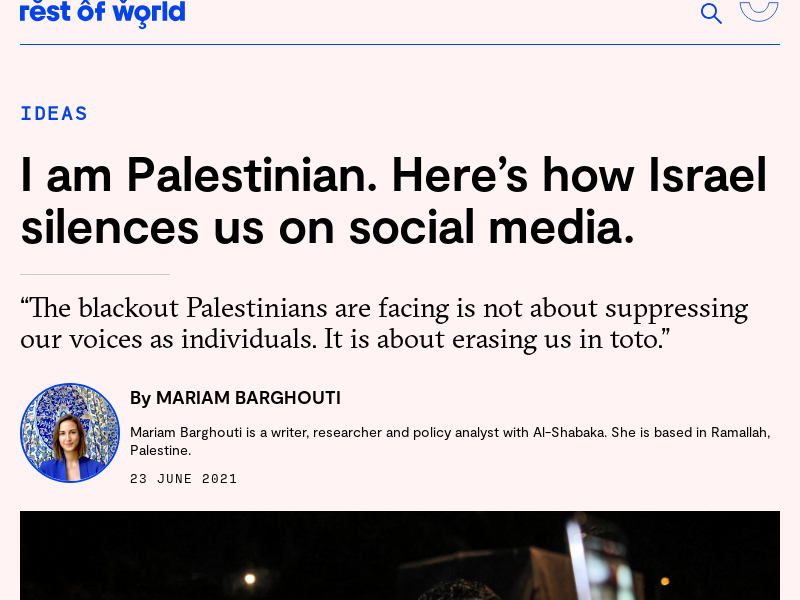 rest of world
IDEAS
I am Palestinian. Here’s how Israel
silences us on social media.
“The blackout Palestinians are facing is not about suppressing
our voices as individuals. It is about erasing us in toto.”
By MARIAM BARGHOUTI
Mariam Barghouti is a writer, researcher and policy analyst with Al-Shabaka. She is based in Ramallah,
Palestine.
23 JUNE 2021